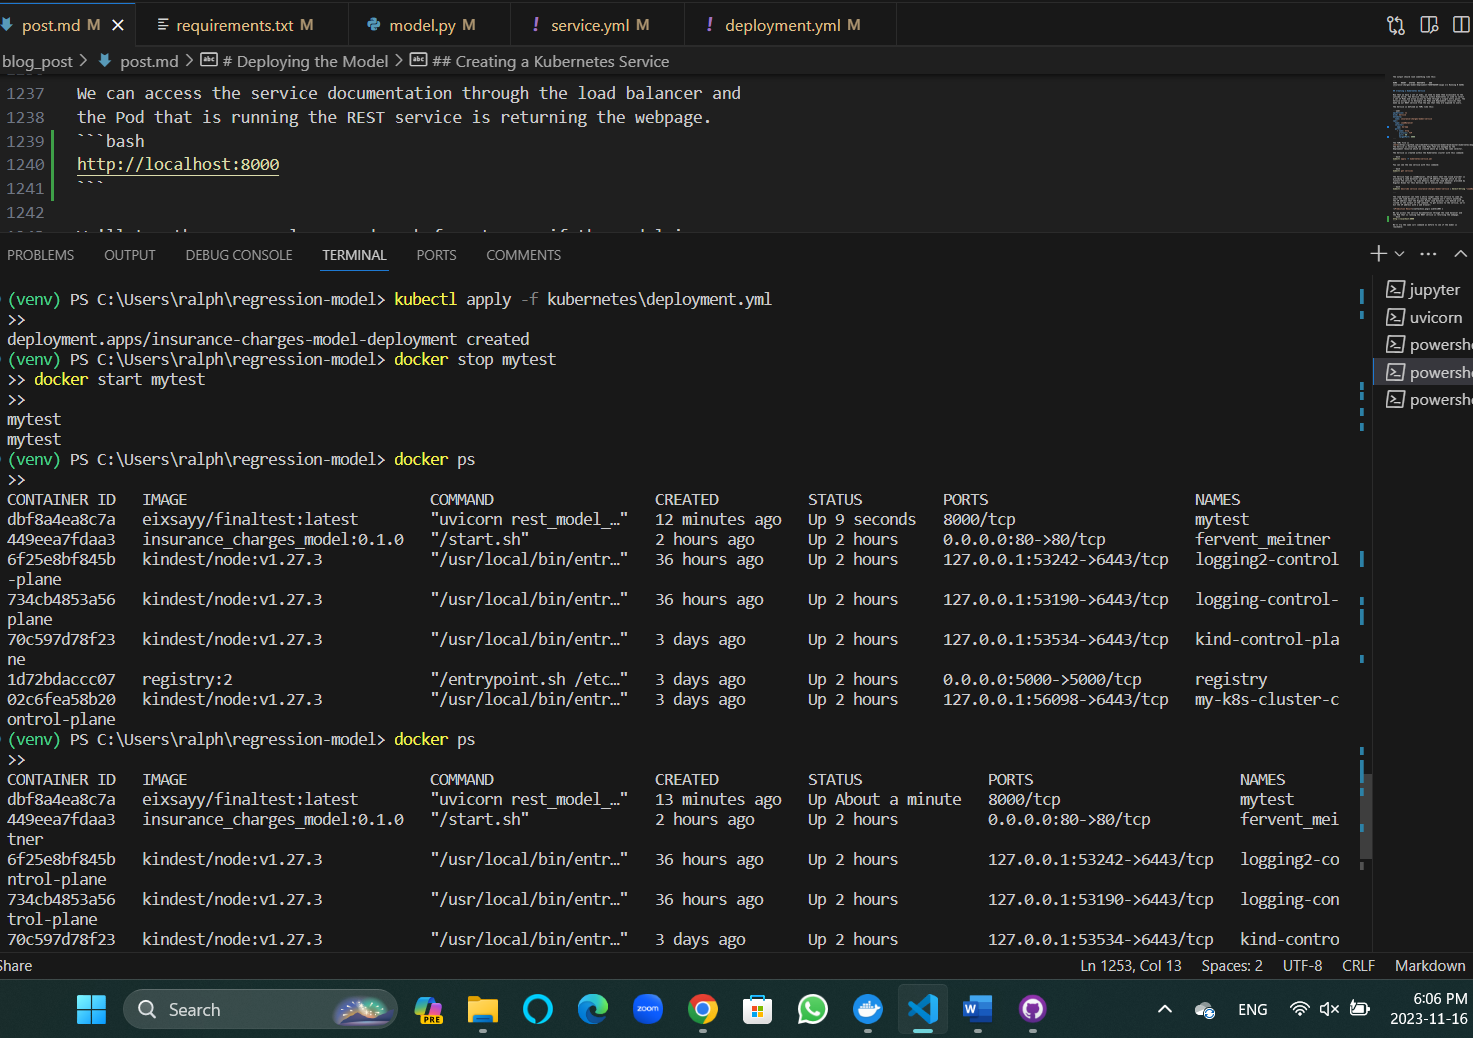 post.md M
requirements.txt M
model.py M
! service.yml M
! deployment.yml M
blog_post > post.md > # Deploying the Model > ## Creating a Kubernetes Service
1237 We can access the service documentation through the load balancer and
1238 the Pod that is running the REST service is returning the webpage.
1239 ```bash
1240 http://localhost:8000
1241 ```
1242
PROBLEMS OUTPUT DEBUG CONSOLE TERMINAL PORTS COMMENTS
(venv) PS C:\Users\ralph\regression-model> kubectl apply -f kubernetes\deployment.yml
>>
deployment.apps/insurance-charges-model-deployment created
(venv) PS C:\Users\ralph\regression-model> docker stop mytest
>> docker start mytest
>>
mytest
mytest
(venv) PS C:\Users\ralph\regression-model> docker ps
>>
CONTAINER ID IMAGE COMMAND CREATED STATUS PORTS NAMES
dbf8a4ea8c7a eixsayy/finaltest:latest "uvicorn rest_model_…" 12 minutes ago Up 9 seconds 8000/tcp mytest
449eea7fdaa3 insurance_charges_model:0.1.0 "/start.sh" 2 hours ago Up 2 hours 0.0.0.0:80->80/tcp fervent_meitner
6f25e8bf845b kindest/node:v1.27.3 "/usr/local/bin/entr…" 36 hours ago Up 2 hours 127.0.0.1:53242->6443/tcp logging2-control
-plane
734cb4853a56 kindest/node:v1.27.3 "/usr/local/bin/entr…" 36 hours ago Up 2 hours 127.0.0.1:53190->6443/tcp logging-control-
plane
70c597d78f23 kindest/node:v1.27.3 "/usr/local/bin/entr…" 3 days ago Up 2 hours 127.0.0.1:53534->6443/tcp kind-control-pla
ne
1d72bdaccc07 registry:2 "/entrypoint.sh /etc…" 3 days ago Up 2 hours 0.0.0.0:5000->5000/tcp registry
02c6fea58b20 kindest/node:v1.27.3 "/usr/local/bin/entr…" 3 days ago Up 2 hours 127.0.0.1:56098->6443/tcp my-k8s-cluster-c
ontrol-plane
(venv) PS C:\Users\ralph\regression-model> docker ps
>>
CONTAINER ID IMAGE COMMAND CREATED STATUS PORTS NAMES
dbf8a4ea8c7a eixsayy/finaltest:latest "uvicorn rest_model_…" 13 minutes ago Up About a minute 8000/tcp mytest
449eea7fdaa3 insurance_charges_model:0.1.0 "/start.sh" 2 hours ago Up 2 hours 0.0.0.0:80->80/tcp fervent_mei
tner
6f25e8bf845b kindest/node:v1.27.3 "/usr/local/bin/entr…" 36 hours ago Up 2 hours 127.0.0.1:53242->6443/tcp logging2-co
ntrol-plane
734cb4853a56 kindest/node:v1.27.3 "/usr/local/bin/entr…" 36 hours ago Up 2 hours 127.0.0.1:53190->6443/tcp logging-con
trol-plane
70c597d78f23 kindest/node:v1.27.3 "/usr/local/bin/entr…" 3 days ago Up 2 hours 127.0.0.1:53534->6443/tcp kind-contro
jupyter
uvicorn
powershe
powershe
powershe
Share
Ln 1253, Col 13 Spaces: 2 UTF-8 CRLF Markdown
Search
PRE
zoom
ENG
6:06 PM
2023-11-16